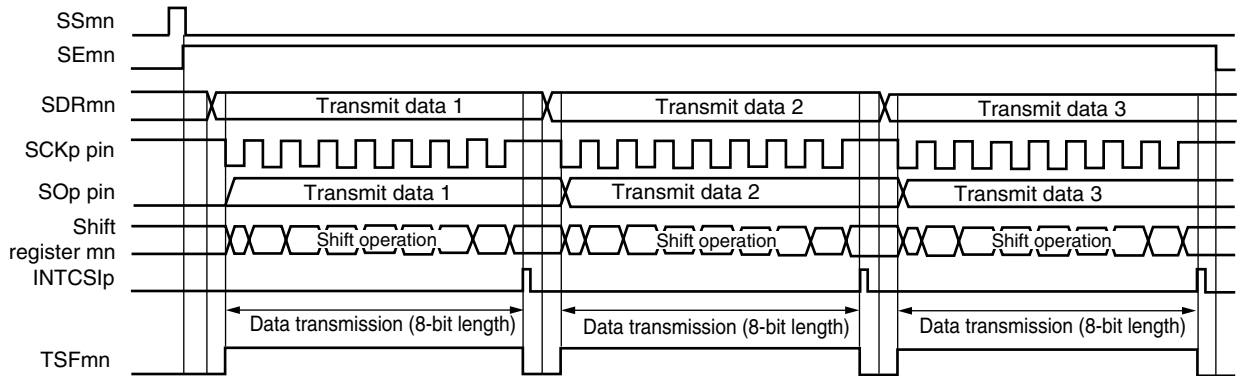 SSmn
SEmn
SDRmn Transmit data 1 Transmit data 2 Transmit data 3
SCKp pin
SOp pin Transmit data 1 Transmit data 2 Transmit data 3
Shift
register mn Shift operation Shift operation Shift operation
INTCSIp
Data transmission (8-bit length) Data transmission (8-bit length) Data transmission (8-bit length)
TSFmn